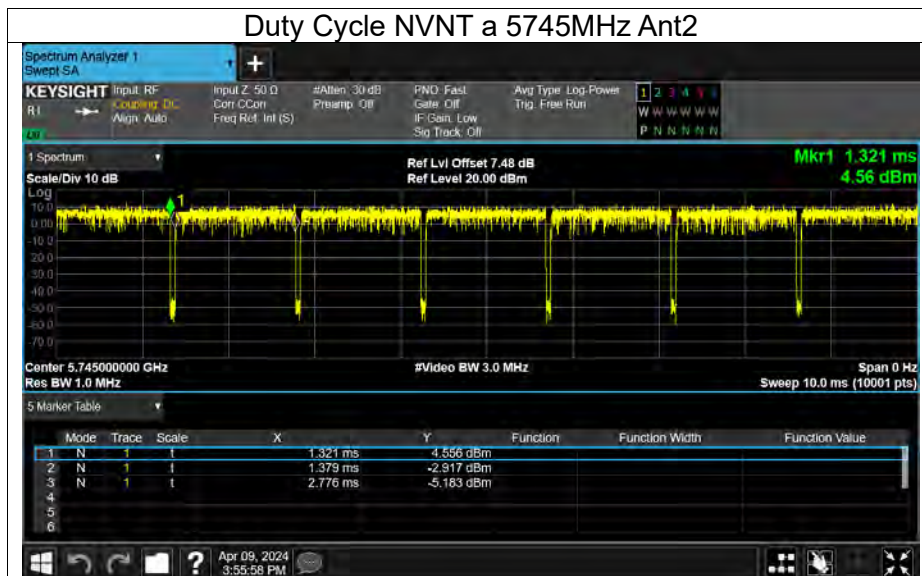 Duty Cycle NVNT a 5745MHz Ant2
Spectrum Analyzer 1
Swept SA
+
KEYSIGHT Input: RF Input Z: 50 Ω #Atten: 30 dB PNO: Fast Avg Type: Log-Power 1 2 3 4 5 6
Coupling: DC Corr CCorr Preamp: Off Gate: Off Trig: Free Run W W W W W W
Align: Auto Freq Ref: Int (S) IF Gain: Low
Sig Track: Off P N N N N N
1 Spectrum Ref Lvl Offset 7.48 dB Mkr1 1.321 ms
Scale/Div 10 dB Ref Level 20.00 dBm 4.56 dBm
Log
10.0
0.00
-10.0
-20.0
-30.0
-40.0
-50.0
-60.0
-70.0
1
Center 5.745000000 GHz #Video BW 3.0 MHz Span 0 Hz
Res BW 1.0 MHz Sweep 10.0 ms (10001 pts)
5 Marker Table
Mode Trace Scale X Y Function Function Width Function Value
1 N 1 t 1.321 ms 4.556 dBm
2 N 1 t 1.379 ms -2.917 dBm
3 N 1 t 2.776 ms -5.183 dBm
4
5
6
? Apr 09, 2024
3:55:58 PM